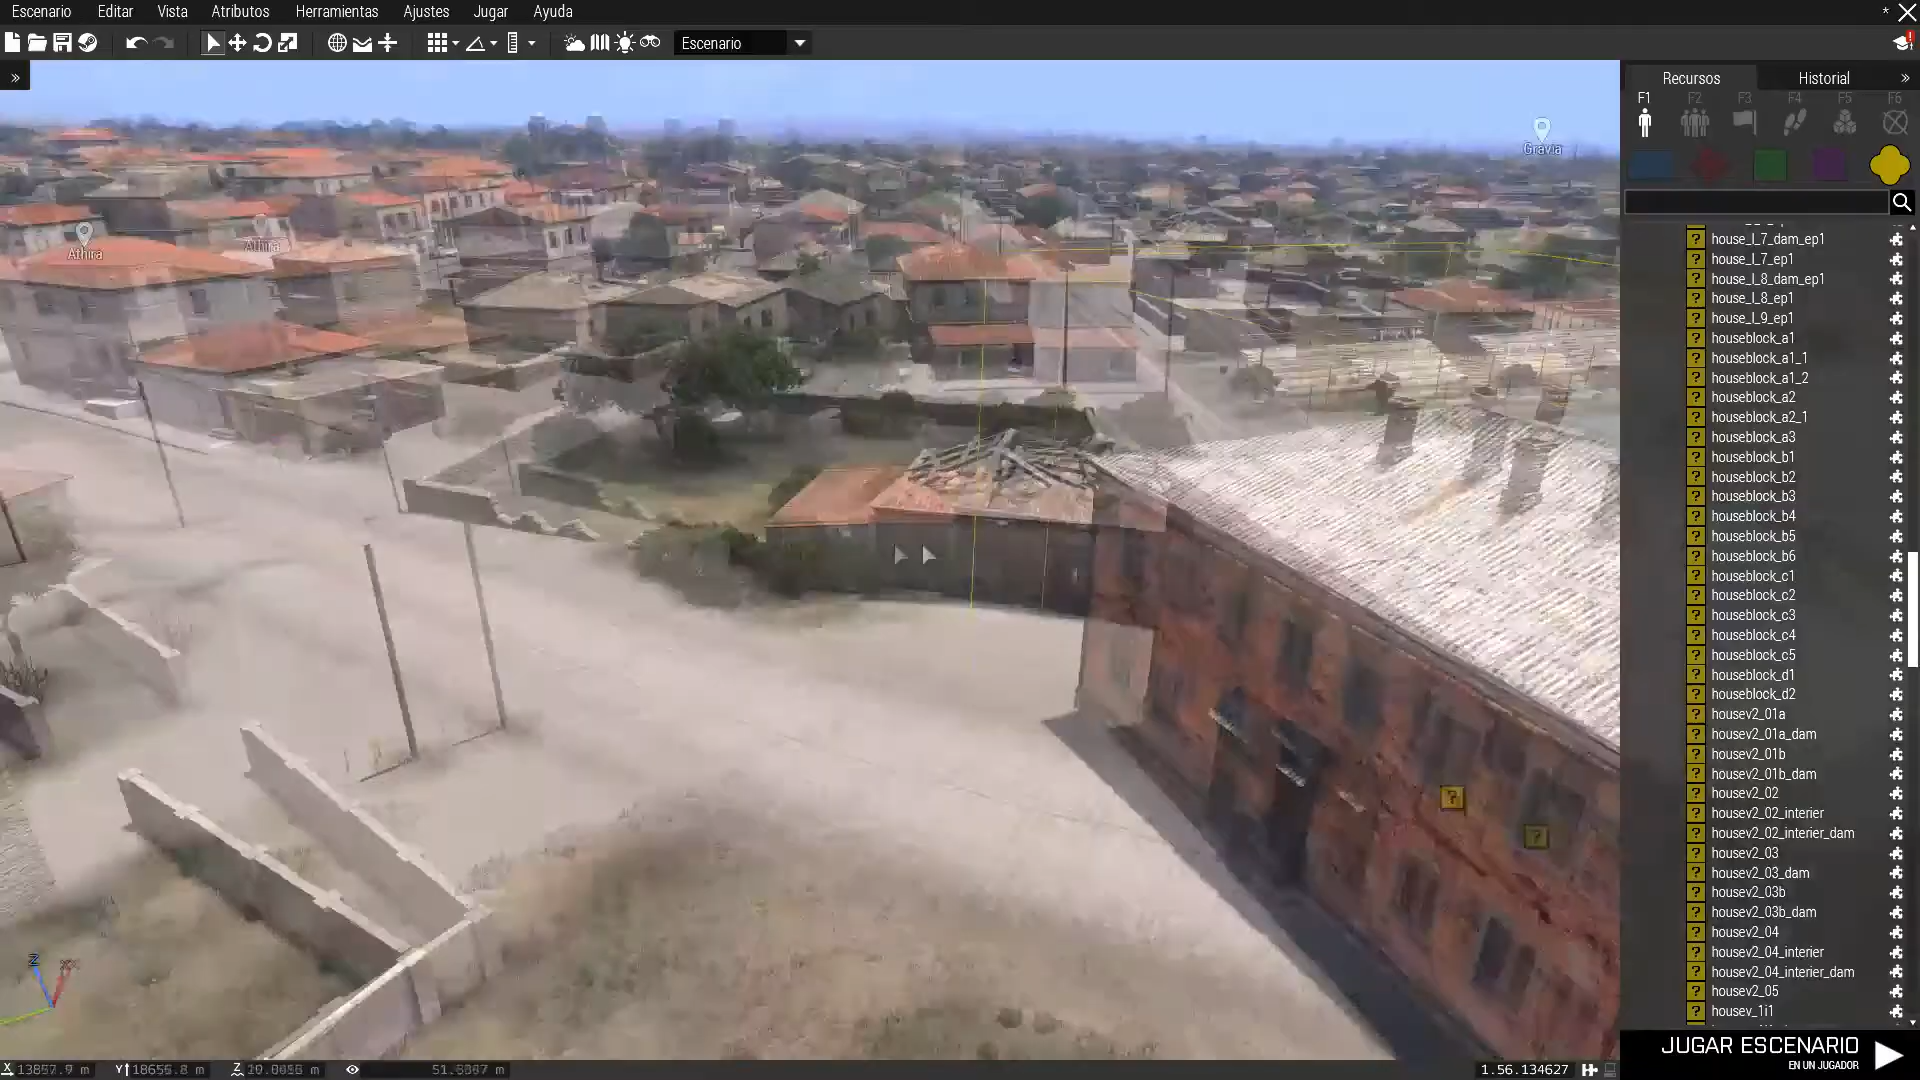 Escenario Editar Vista Atributos Herramientas Ajustes Jugar Ayuda
*
Escenario
Recursos Historial
F1 F2 F3 F4 F5 F6
Gravia
Athira
Athira
house_l_7_dam_ep1
house_l_7_ep1
house_l_8_dam_ep1
house_l_8_ep1
house_l_9_ep1
houseblock_a1
houseblock_a1_1
houseblock_a1_2
houseblock_a2
houseblock_a2_1
houseblock_a3
houseblock_b1
houseblock_b2
houseblock_b3
houseblock_b4
houseblock_b5
houseblock_b6
houseblock_c1
houseblock_c2
houseblock_c3
houseblock_c4
houseblock_c5
houseblock_d1
houseblock_d2
housev2_01a
housev2_01a_dam
housev2_01b
housev2_01b_dam
housev2_02
housev2_02_interier
housev2_02_interier_dam
housev2_03
housev2_03_dam
housev2_03b
housev2_03b_dam
housev2_04
housev2_04_interier
housev2_04_interier_dam
housev2_05
housev_1i1
JUGAR ESCENARIO
EN UN JUGADOR
X Y Z
1.56.134627